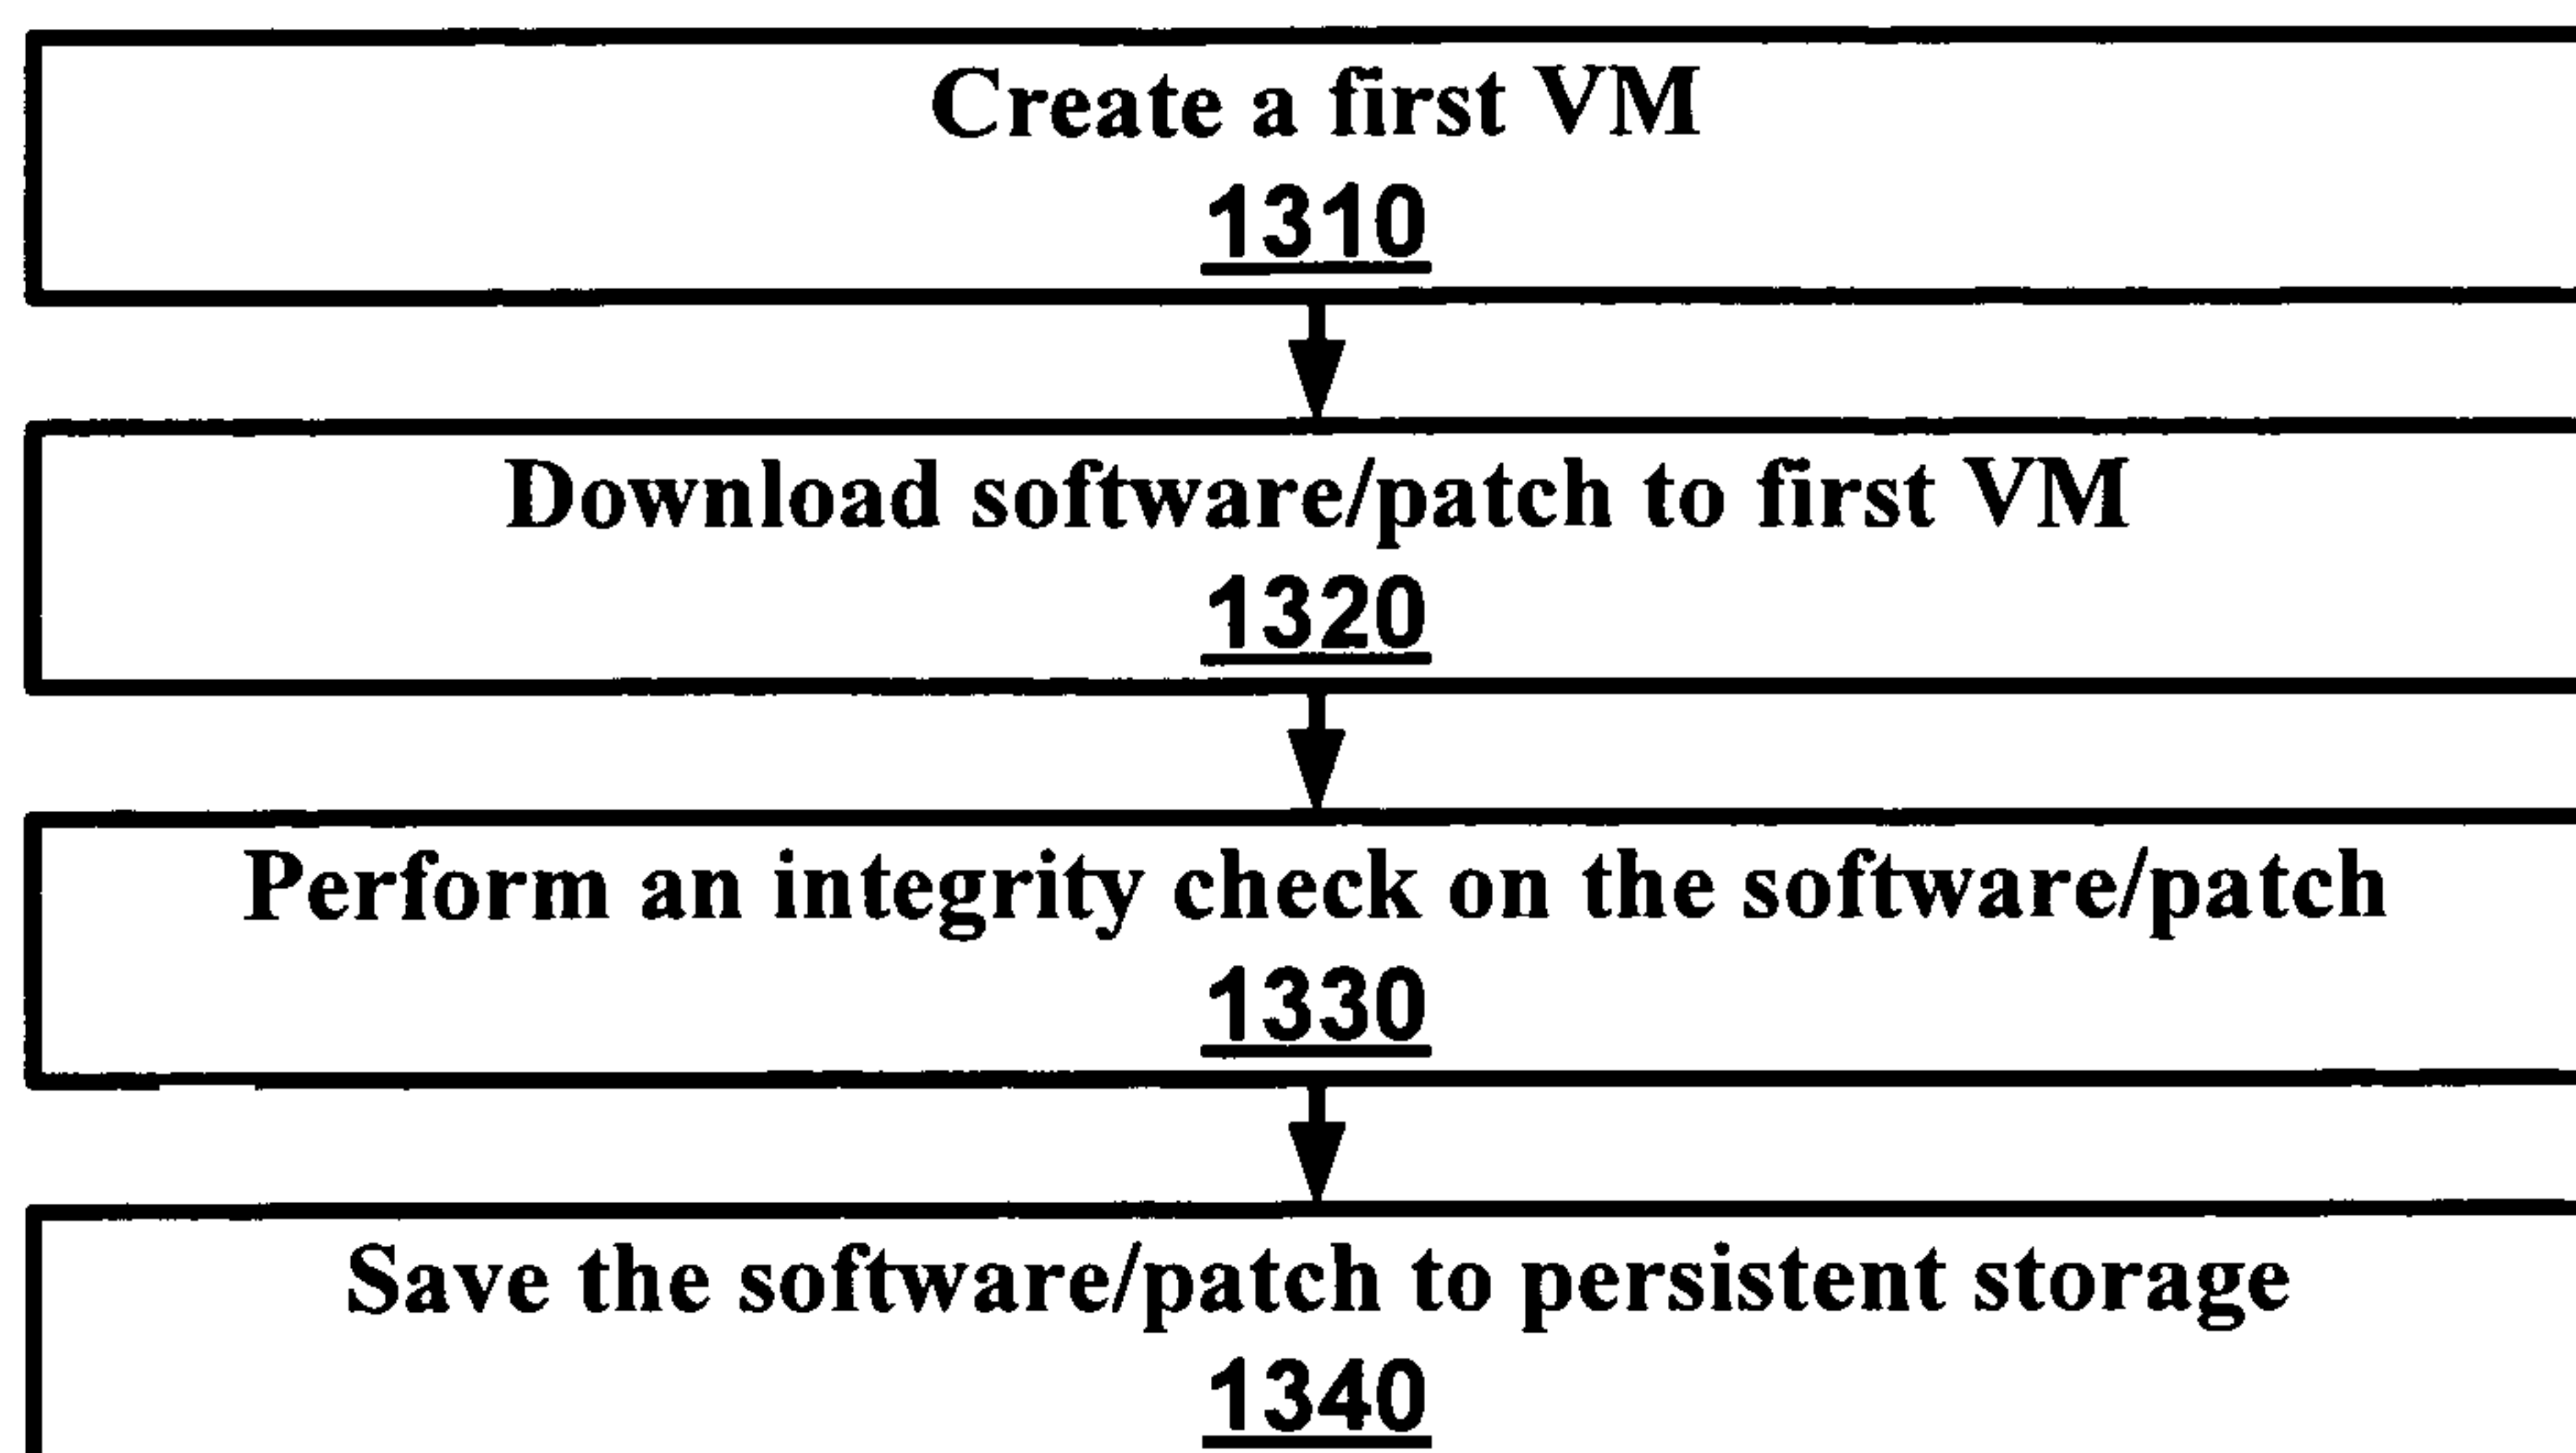 Create a first VM
1310
Download software/patch to first VM
1320
Perform an integrity check on the software/patch
1330
Save the software/patch to persistent storage
1340